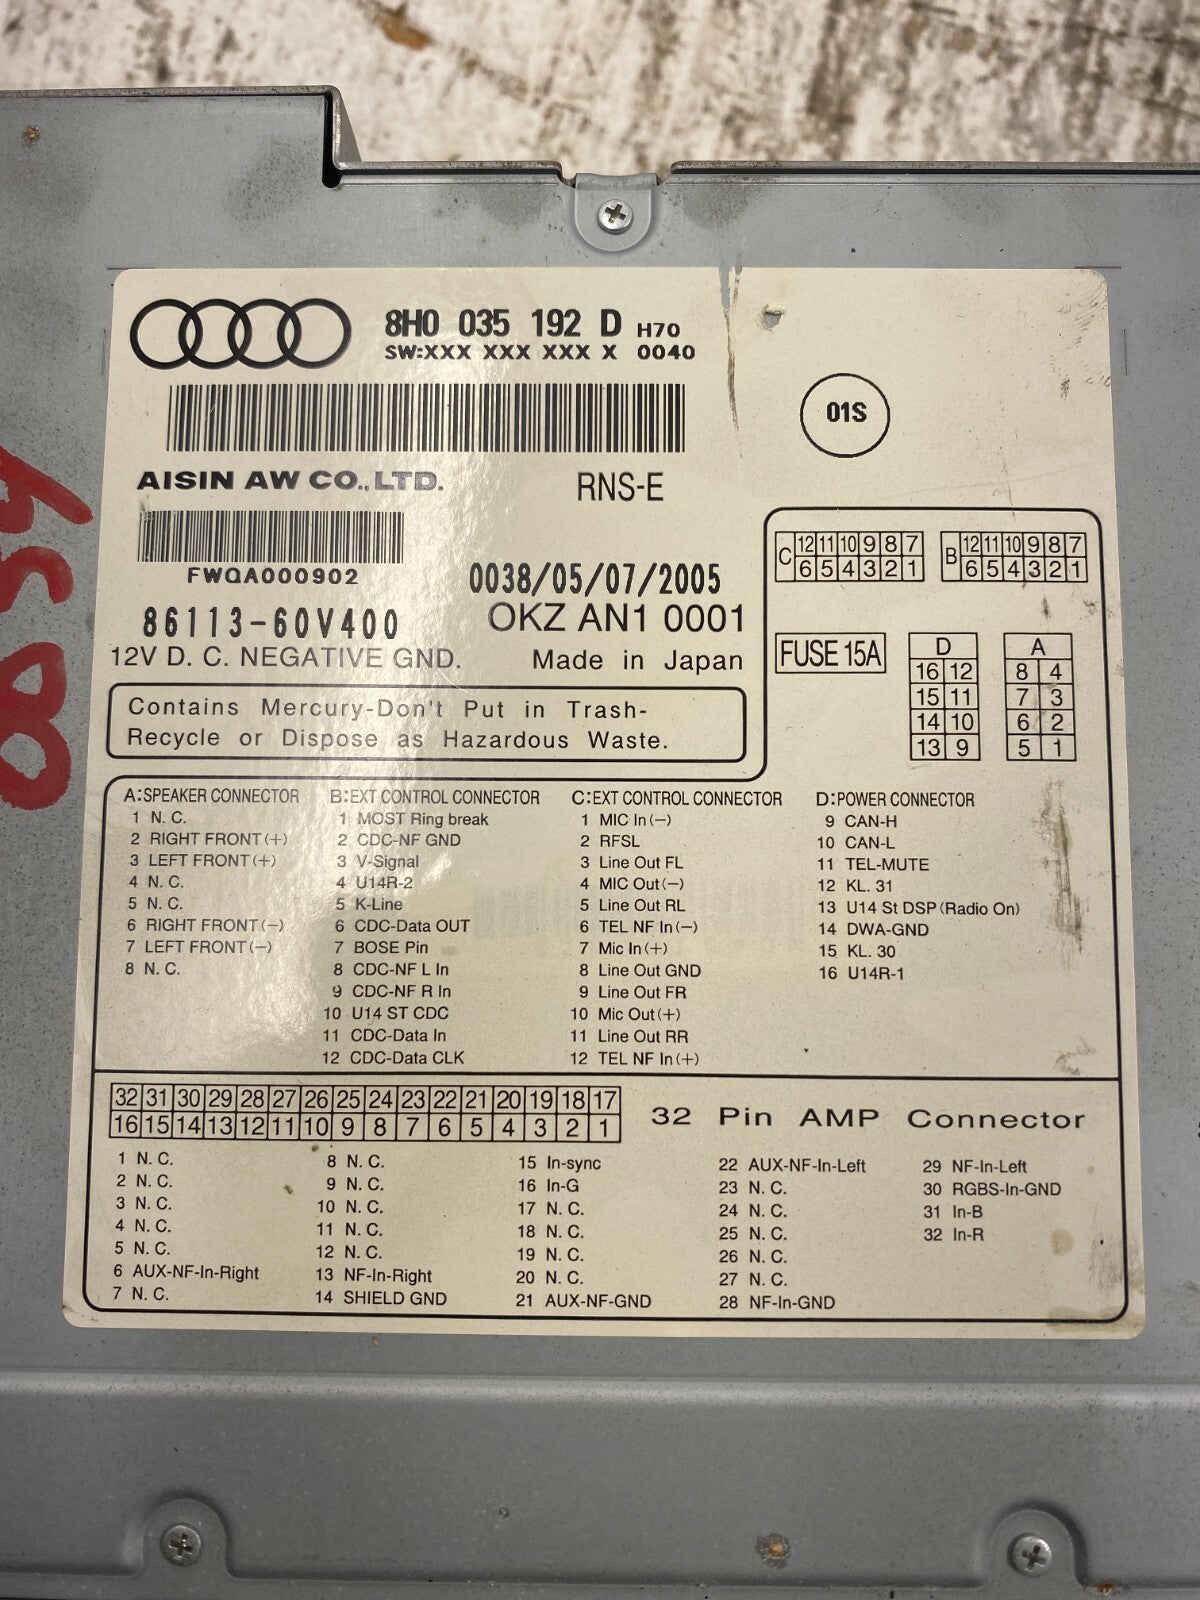 8H0 035 192 D H70
SW:XXX XXX XXX X 0040
01S
AISIN AW CO.,LTD.
RNS-E
FWQA000902
0038/05/07/2005
86113-60V400
OKZ AN1 0001
12V D. C. NEGATIVE GND.
Made in Japan
Contains Mercury-Don't Put in Trash-
Recycle or Dispose as Hazardous Waste.
C 12 11 10 9 8 7
6 5 4 3 2 1
B 12 11 10 9 8 7
6 5 4 3 2 1
FUSE 15A
D
16 12
15 11
14 10
13 9
A
8 4
7 3
6 2
5 1
A:SPEAKER CONNECTOR
1 N. C.
2 RIGHT FRONT(+)
3 LEFT FRONT(+)
4 N. C.
5 N. C.
6 RIGHT FRONT(-)
7 LEFT FRONT(-)
8 N. C.
B:EXT CONTROL CONNECTOR
1 MOST Ring break
2 CDC-NF GND
3 V-Signal
4 U14R-2
5 K-Line
6 CDC-Data OUT
7 BOSE Pin
8 CDC-NF L In
9 CDC-NF R In
10 U14 ST CDC
11 CDC-Data In
12 CDC-Data CLK
C:EXT CONTROL CONNECTOR
1 MIC In(-)
2 RFSL
3 Line Out FL
4 MIC Out(-)
5 Line Out RL
6 TEL NF In(-)
7 Mic In(+)
8 Line Out GND
9 Line Out FR
10 Mic Out(+)
11 Line Out RR
12 TEL NF In(+)
D:POWER CONNECTOR
9 CAN-H
10 CAN-L
11 TEL-MUTE
12 KL. 31
13 U14 St DSP(Radio On)
14 DWA-GND
15 KL. 30
16 U14R-1
32 31 30 29 28 27 26 25 24 23 22 21 20 19 18 17
16 15 14 13 12 11 10 9 8 7 6 5 4 3 2 1
32 Pin AMP Connector
1 N. C.
2 N. C.
3 N. C.
4 N. C.
5 N. C.
6 AUX-NF-In-Right
7 N. C.
8 N. C.
9 N. C.
10 N. C.
11 N. C.
12 N. C.
13 NF-In-Right
14 SHIELD GND
15 In-sync
16 In-G
17 N. C.
18 N. C.
19 N. C.
20 N. C.
21 AUX-NF-GND
22 AUX-NF-In-Left
23 N. C.
24 N. C.
25 N. C.
26 N. C.
27 N. C.
28 NF-In-GND
29 NF-In-Left
30 RGBS-In-GND
31 In-B
32 In-R